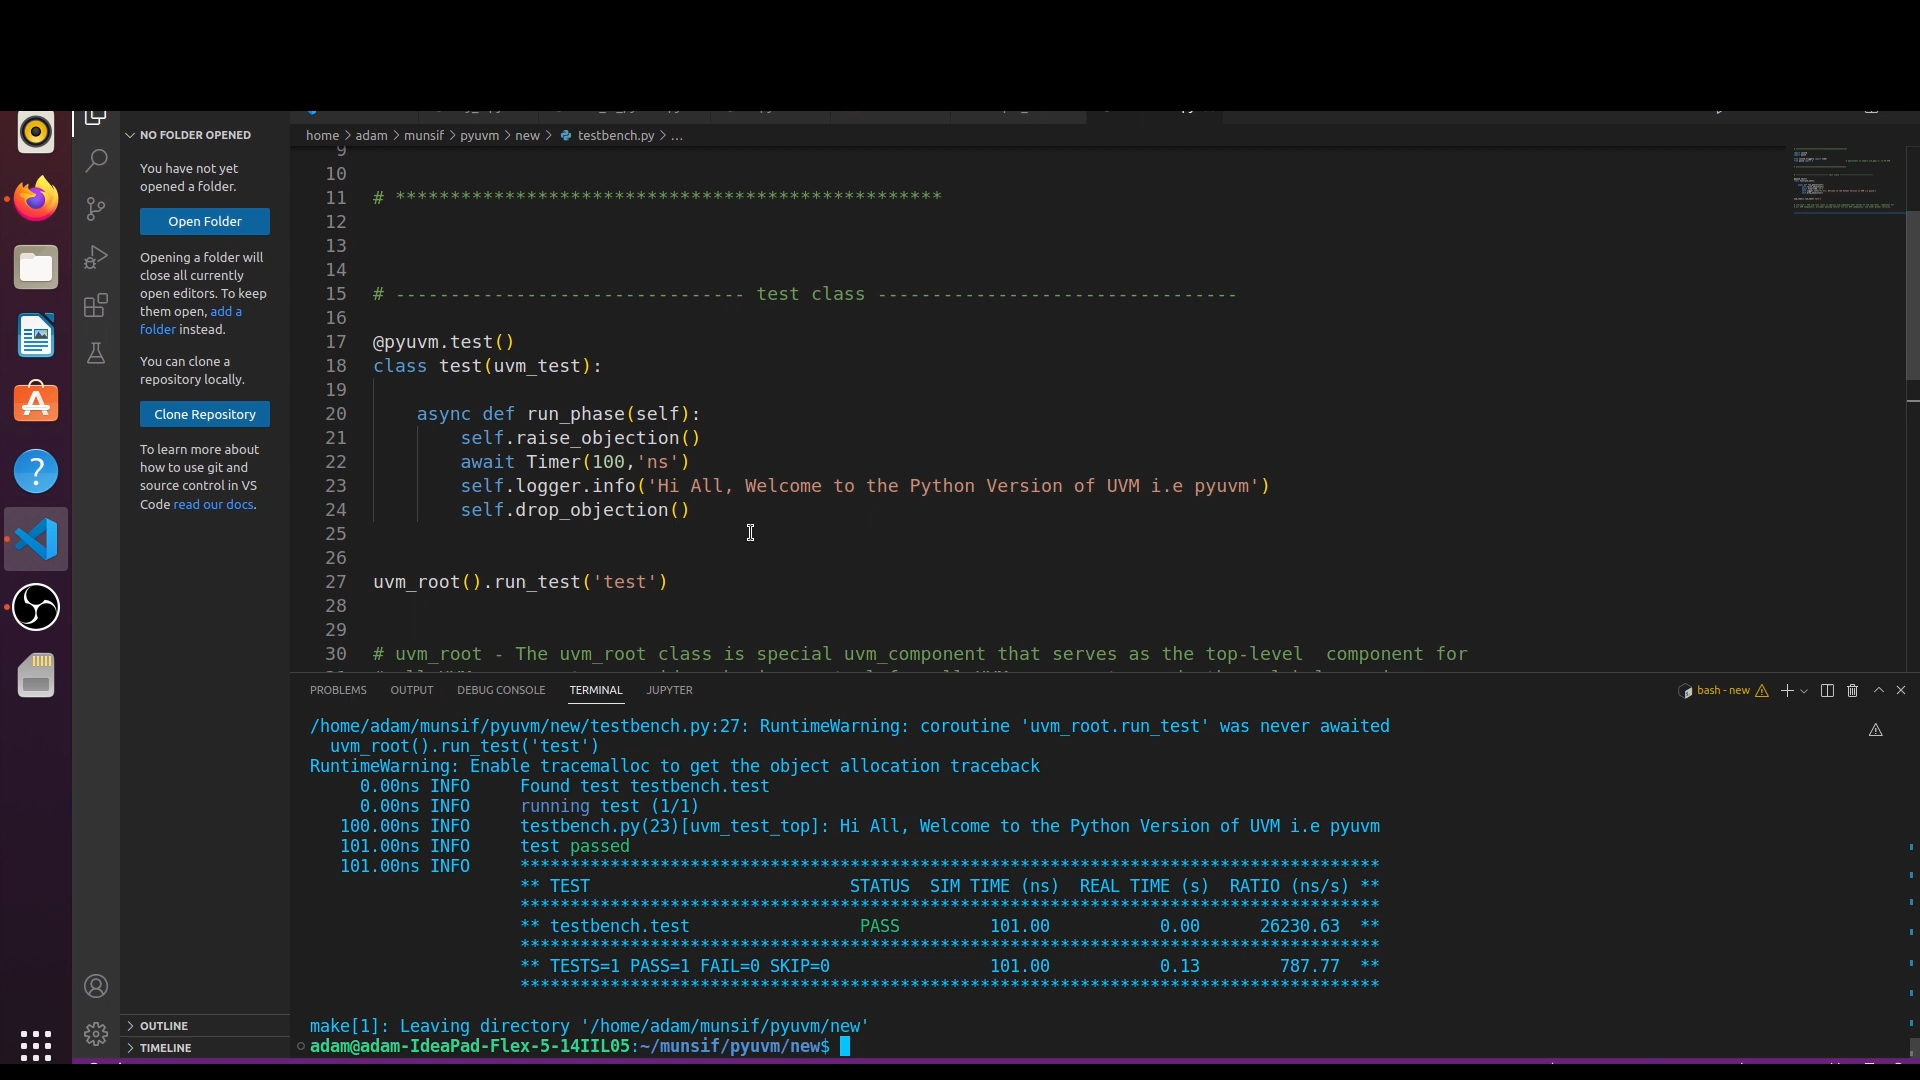 NO FOLDER OPENED
You have not yet
opened a folder.
Open Folder
Opening a folder will
close all currently
open editors. To keep
them open, add a
folder instead.
You can clone a
repository locally.
Clone Repository
To learn more about
how to use git and
source control in VS
Code read our docs.
OUTLINE
TIMELINE
home > adam > munsif > pyuvm > new > testbench.py > ...
9
10
11 # **************************************************
12
13
14
15 # -------------------------------- test class ---------------------------------
16
17 @pyuvm.test()
18 class test(uvm_test):
19
20 async def run_phase(self):
21 self.raise_objection()
22 await Timer(100,'ns')
23 self.logger.info('Hi All, Welcome to the Python Version of UVM i.e pyuvm')
24 self.drop_objection()
25
26
27 uvm_root().run_test('test')
28
29
30 # uvm_root - The uvm_root class is special uvm_component that serves as the top-level component for
PROBLEMS OUTPUT DEBUG CONSOLE TERMINAL JUPYTER bash - new
/home/adam/munsif/pyuvm/new/testbench.py:27: RuntimeWarning: coroutine 'uvm_root.run_test' was never awaited
uvm_root().run_test('test')
RuntimeWarning: Enable tracemalloc to get the object allocation traceback
0.00ns INFO Found test testbench.test
0.00ns INFO running test (1/1)
100.00ns INFO testbench.py(23)[uvm_test_top]: Hi All, Welcome to the Python Version of UVM i.e pyuvm
101.00ns INFO test passed
101.00ns INFO **************************************************************************************
** TEST STATUS SIM TIME (ns) REAL TIME (s) RATIO (ns/s) **
**************************************************************************************
** testbench.test PASS 101.00 0.00 26230.63 **
**************************************************************************************
** TESTS=1 PASS=1 FAIL=0 SKIP=0 101.00 0.13 787.77 **
**************************************************************************************
make[1]: Leaving directory '/home/adam/munsif/pyuvm/new'
adam@adam-IdeaPad-Flex-5-14IIL05:~/munsif/pyuvm/new$